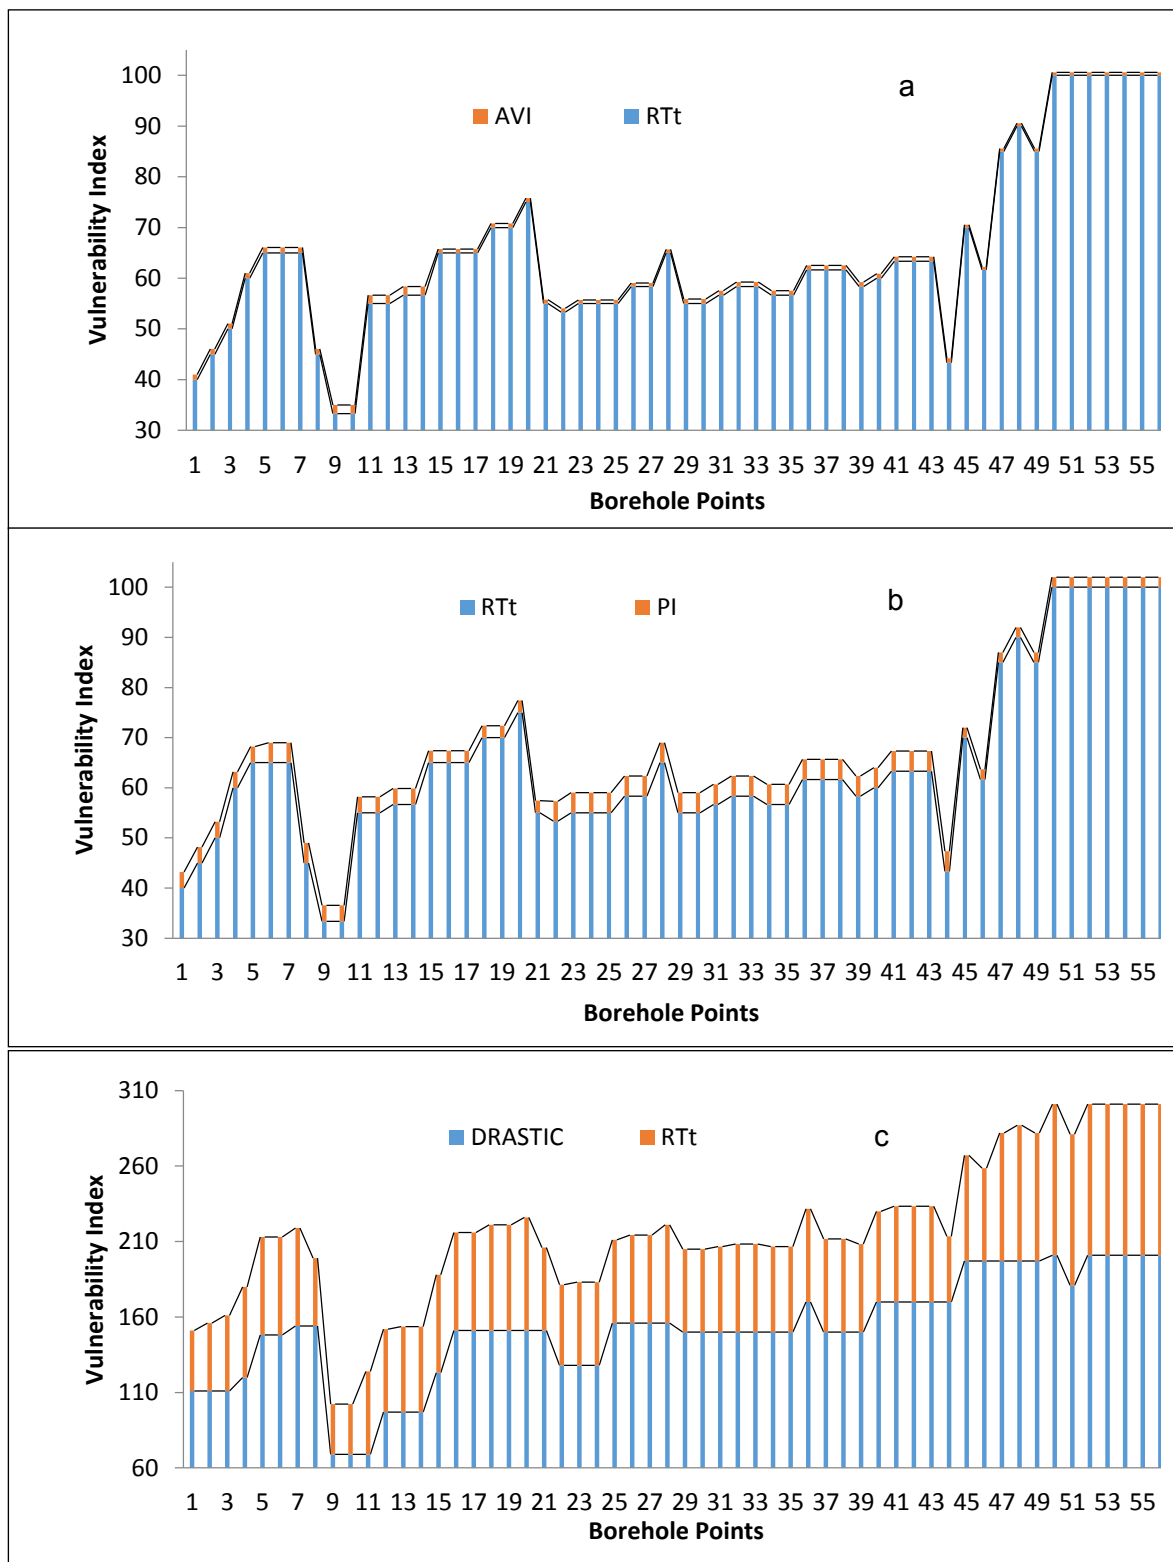 a
AVI RTt
Vulnerability Index
100
90
80
70
60
50
40
30
1 3 5 7 9 11 13 15 17 19 21 23 25 27 29 31 33 35 37 39 41 43 45 47 49 51 53 55
Borehole Points
b
RTt PI
Vulnerability Index
100
90
80
70
60
50
40
30
1 3 5 7 9 11 13 15 17 19 21 23 25 27 29 31 33 35 37 39 41 43 45 47 49 51 53 55
Borehole Points
c
DRASTIC RTt
Vulnerability Index
310
260
210
160
110
60
1 3 5 7 9 11 13 15 17 19 21 23 25 27 29 31 33 35 37 39 41 43 45 47 49 51 53 55
Borehole Points